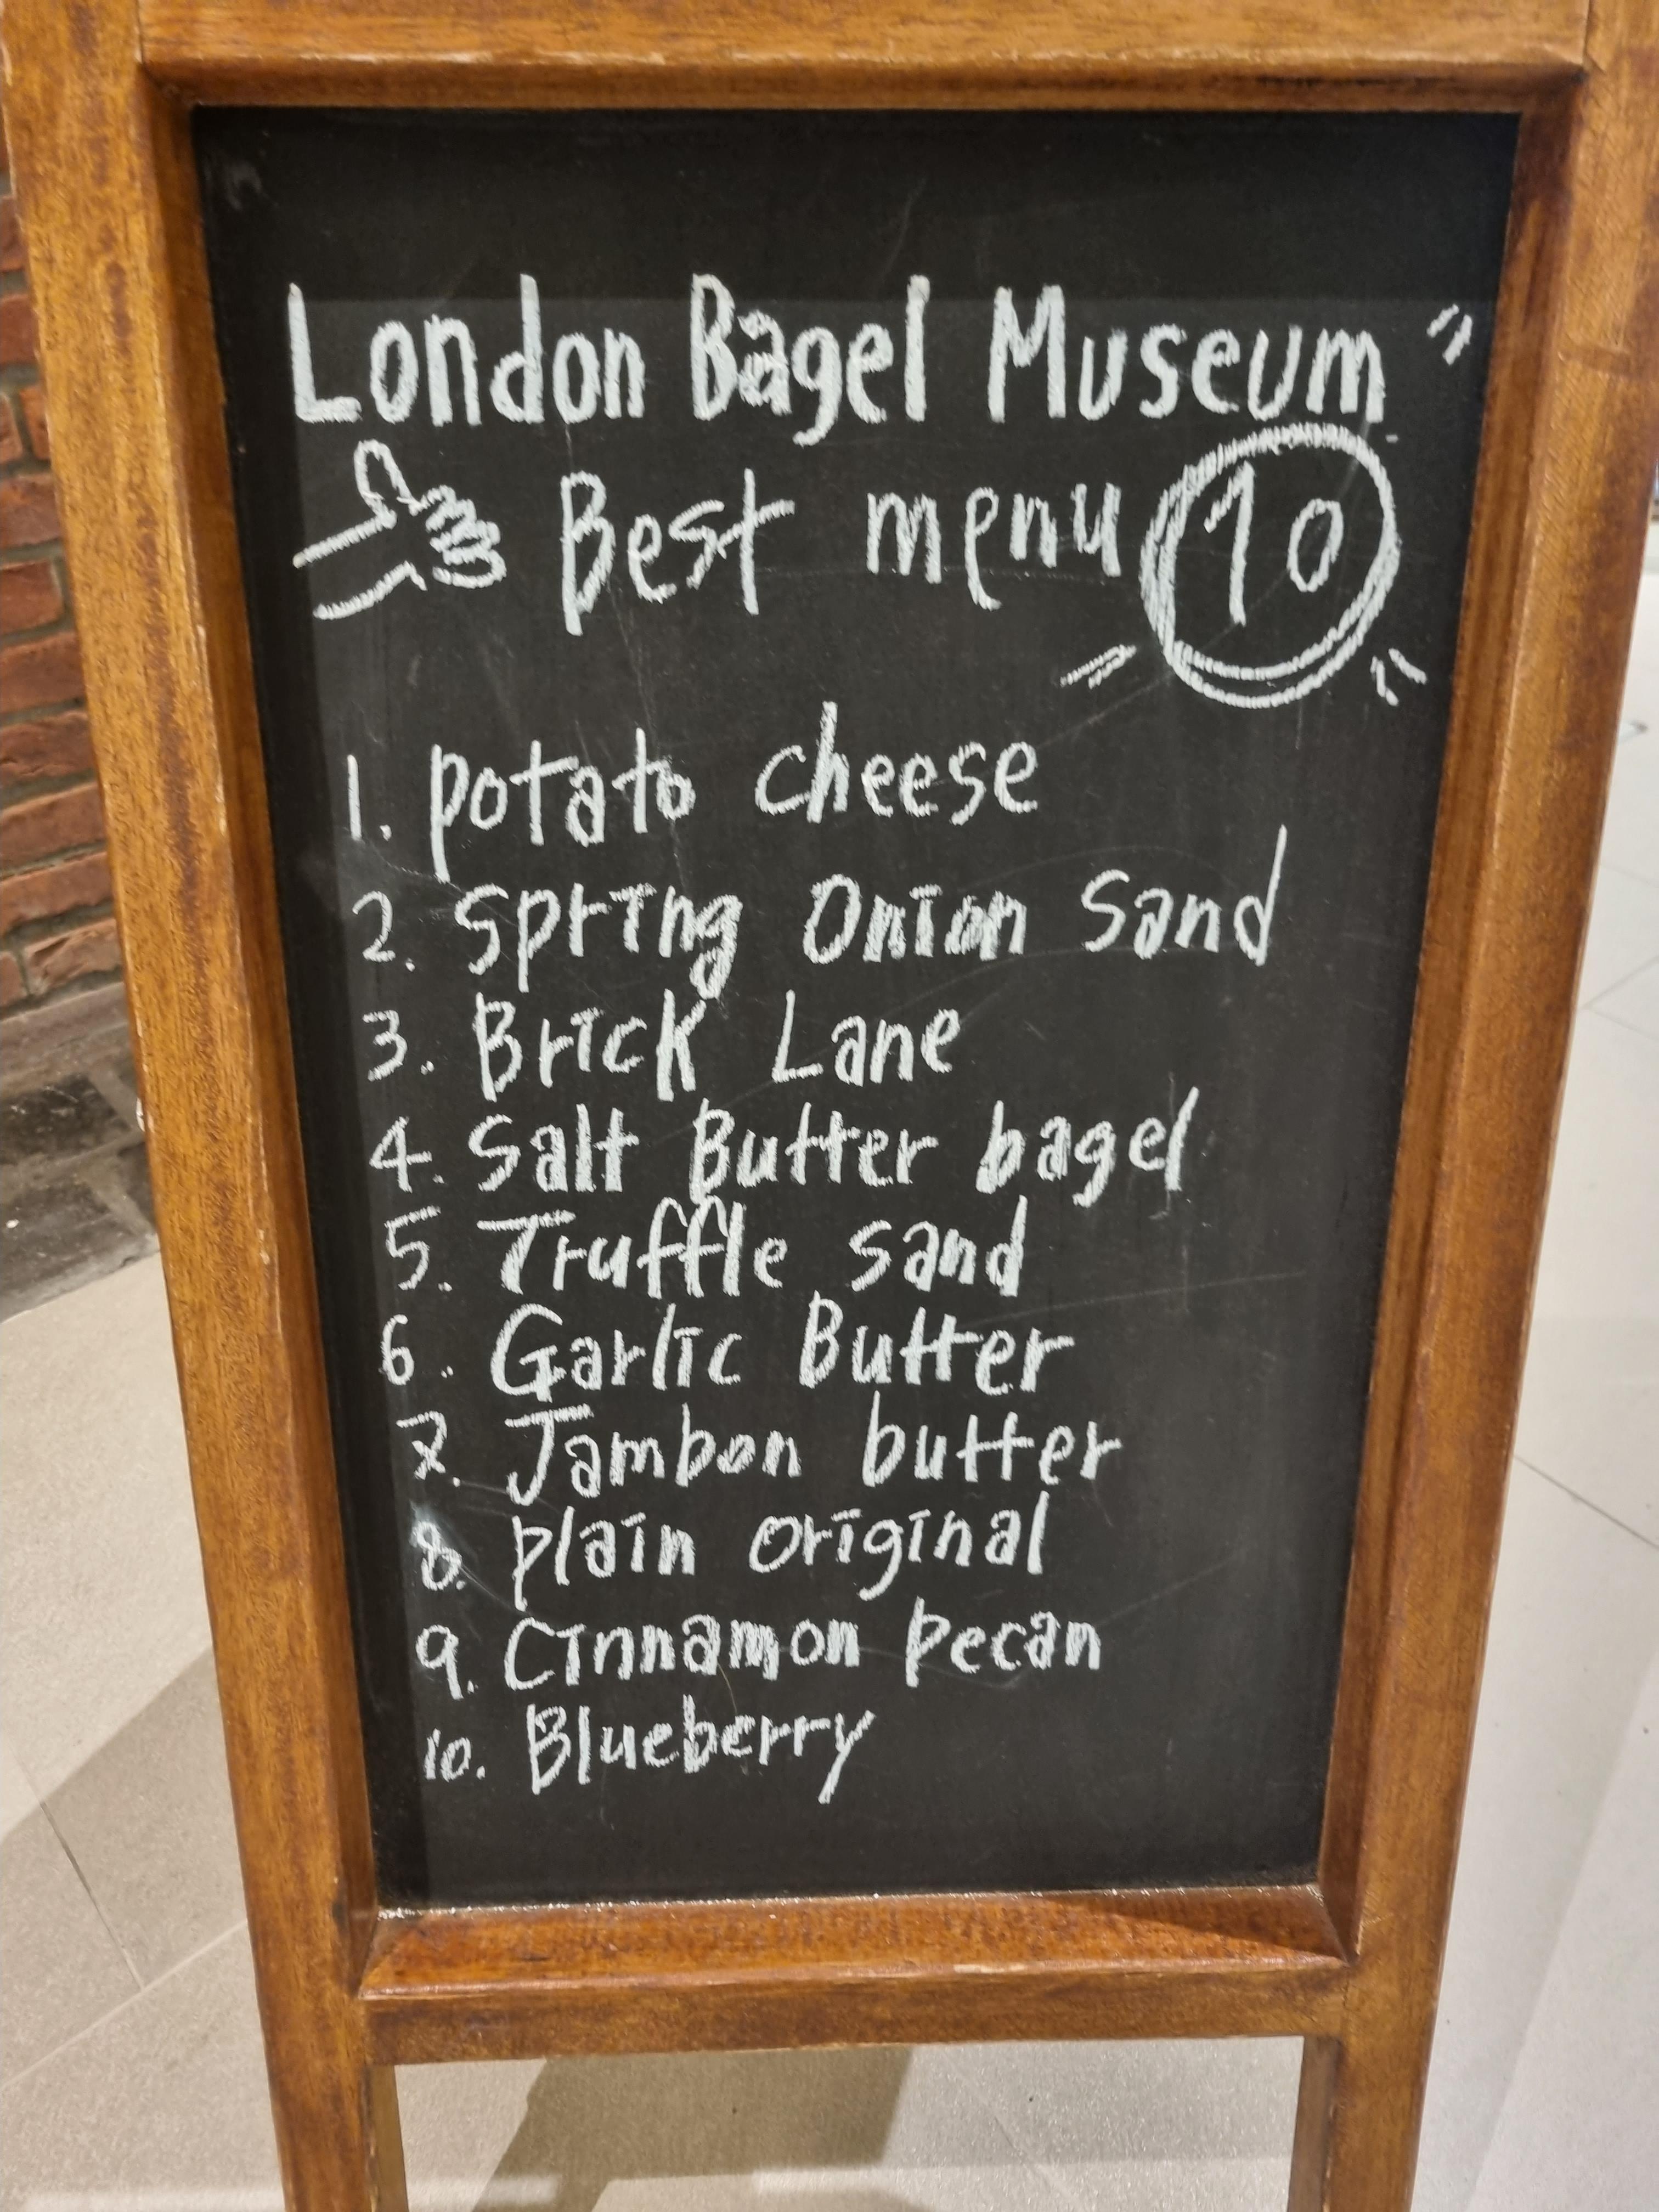 London Bagel Museum
Best menu 10
1. potato cheese
2. Spring Onion Sand
3. Brick Lane
4. Salt Butter bagel
5. Truffle sand
6. Garlic Butter
7. Jambon butter
8. plain original
9. Cinnamon pecan
10. Blueberry